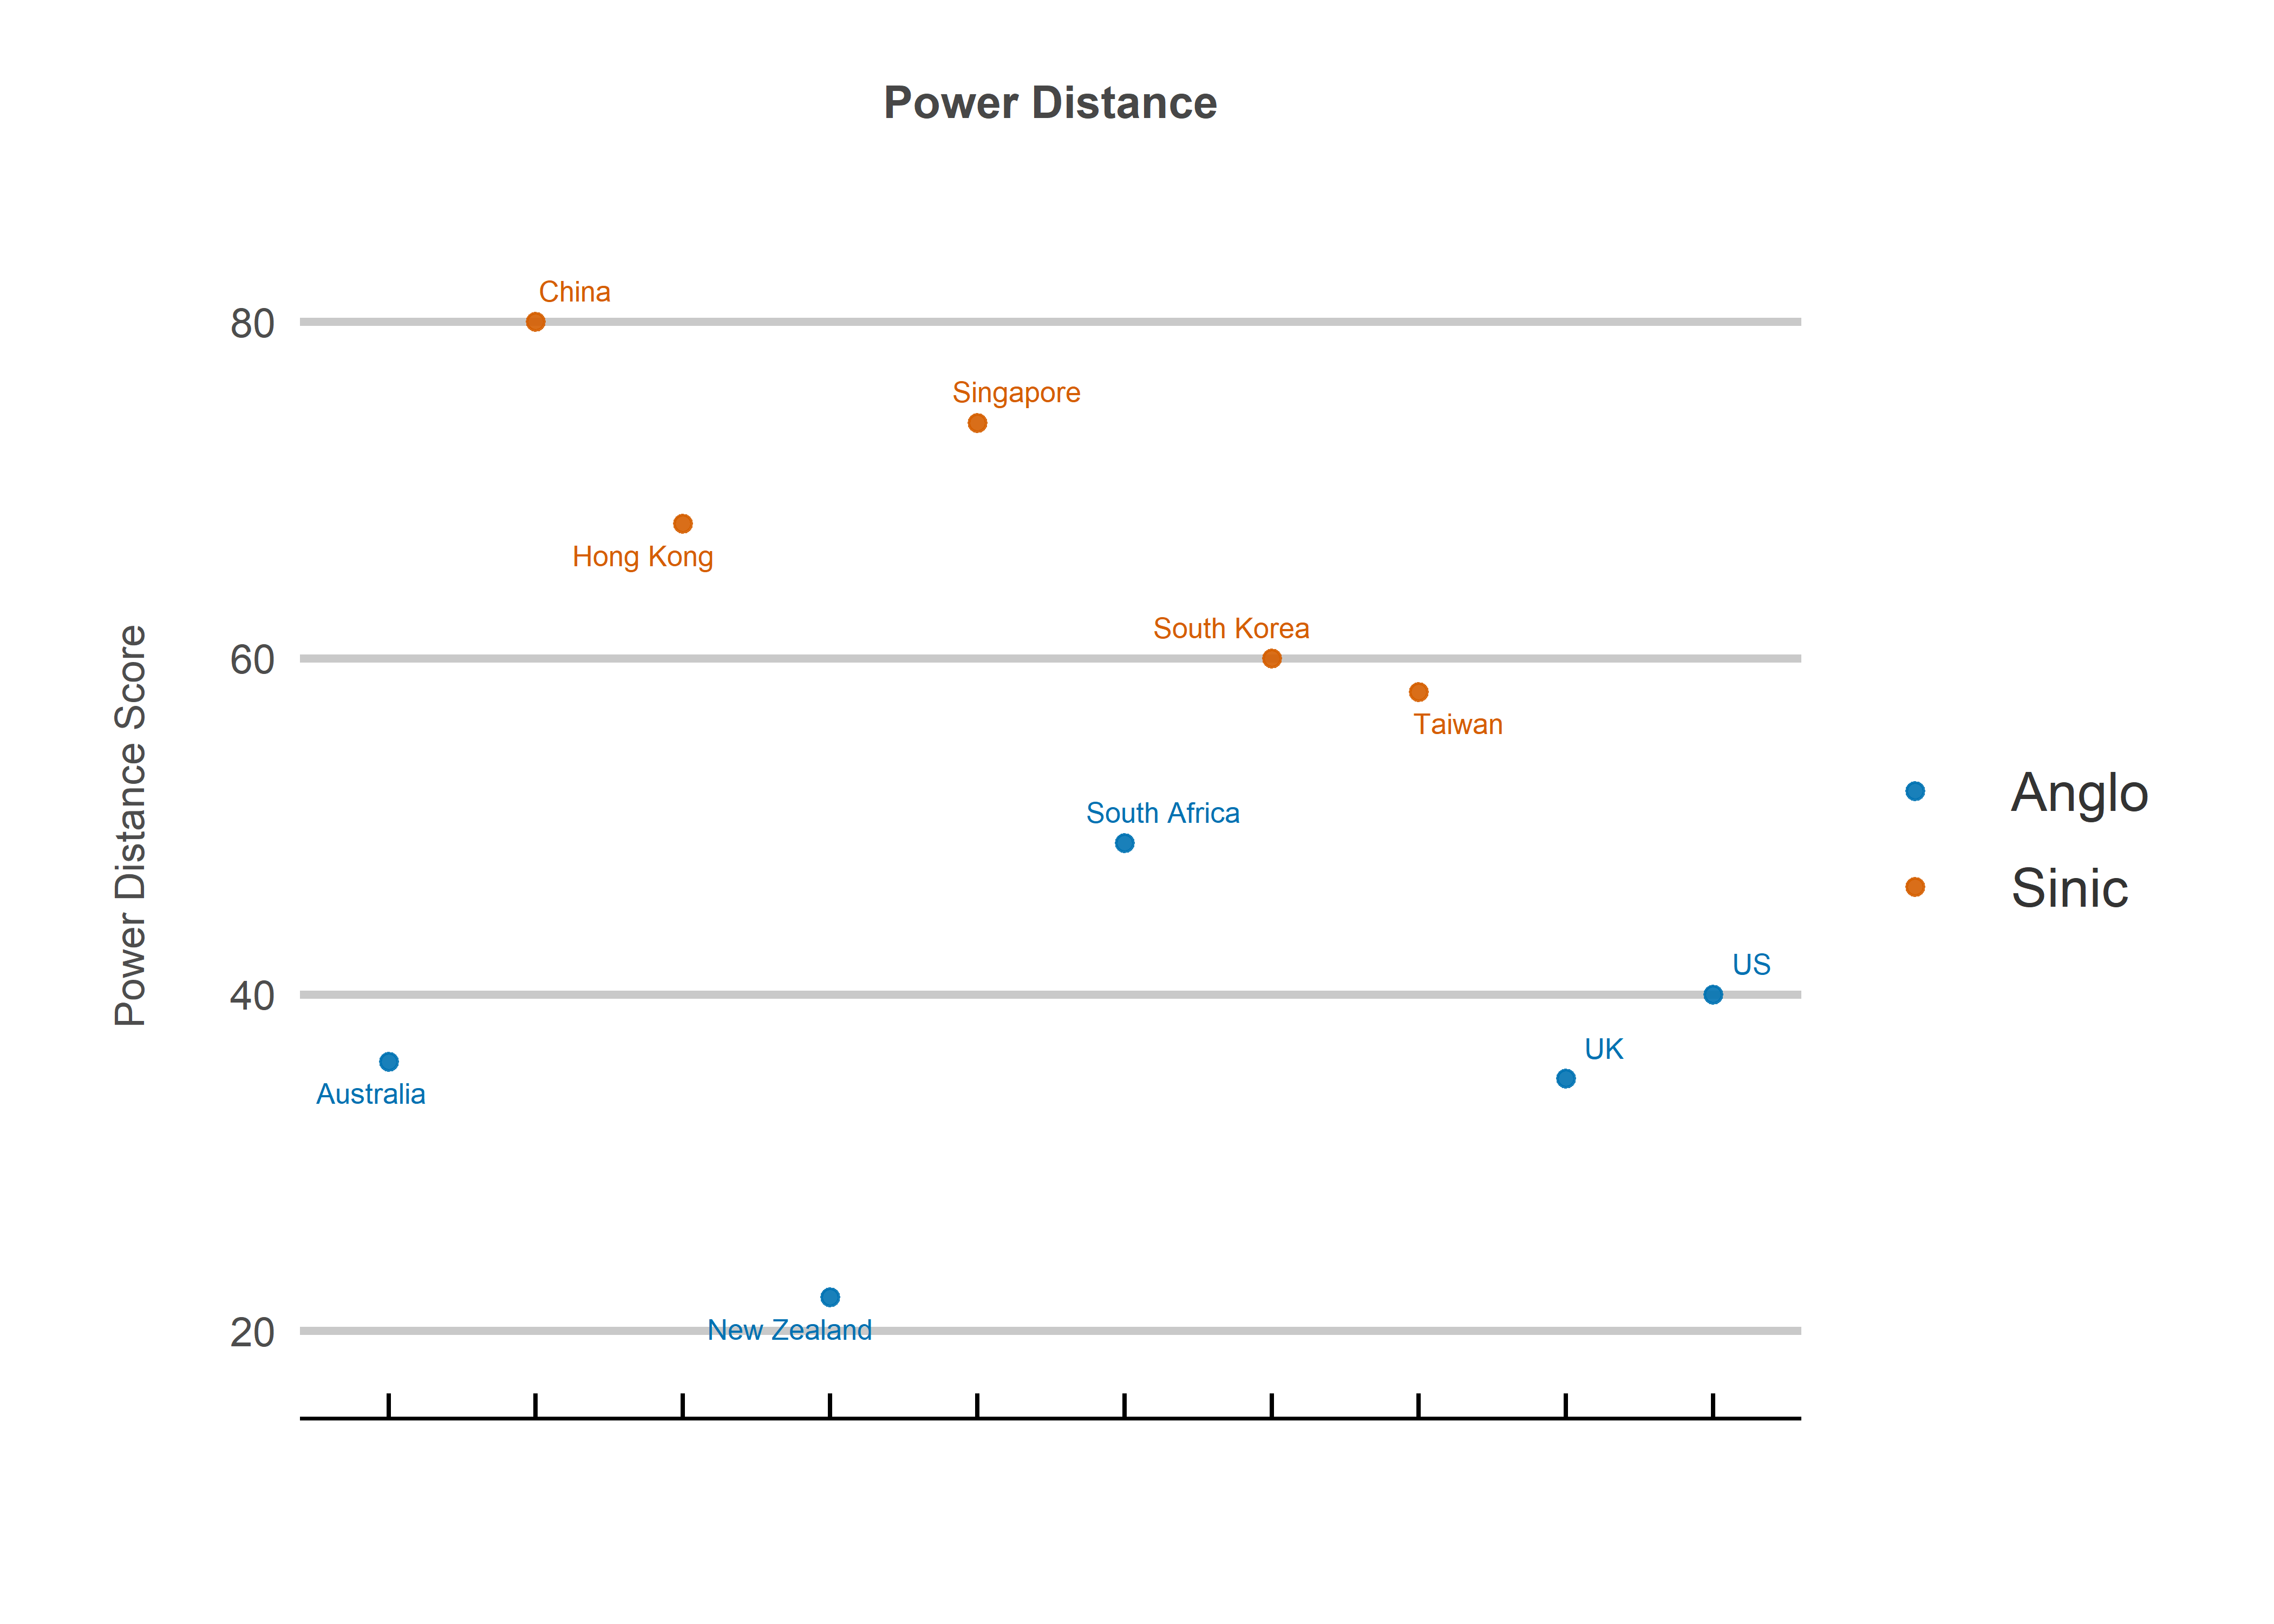 Power Distance
China
80
Singapore
Hong Kong
South Korea
60
Taiwan
Power Distance Score
South Africa
Anglo
Sinic
US
40
UK
Australia
New Zealand
20